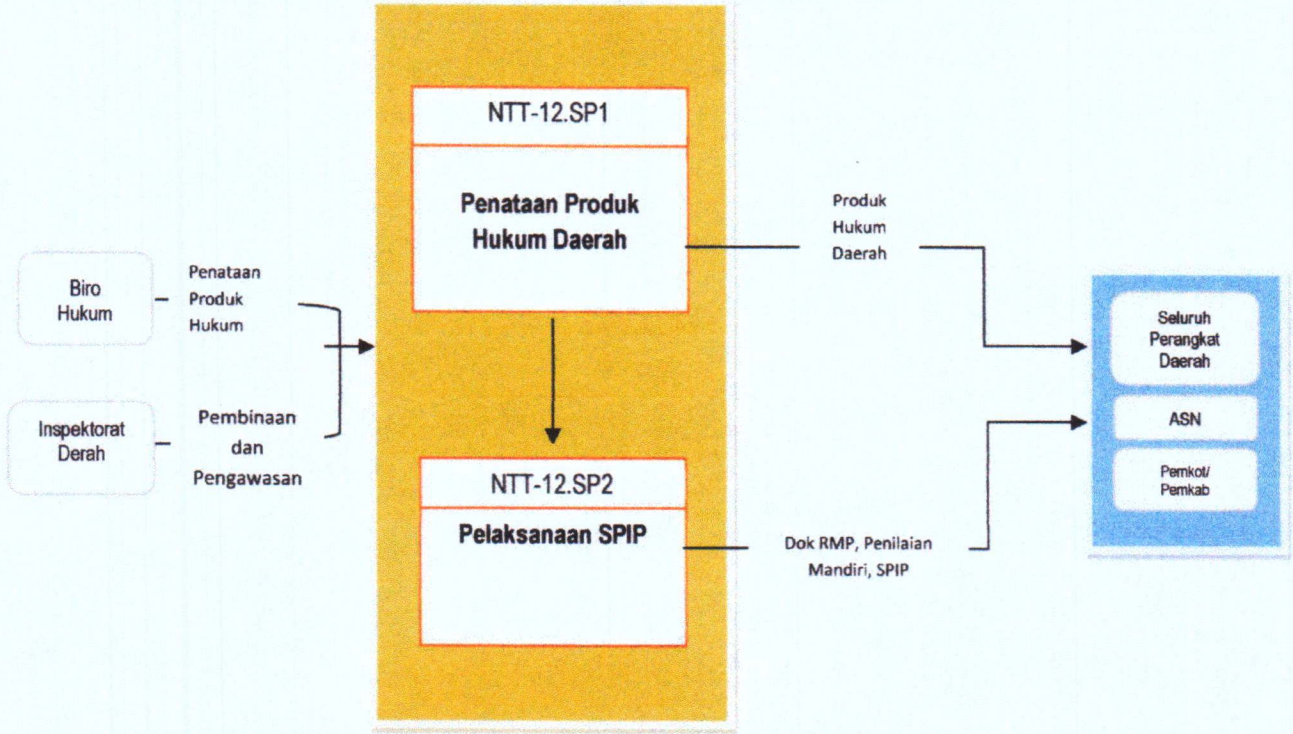 NTT-12.SP1
Penataan Produk
Hukum Daerah
Biro
Hukum
Penataan
Produk
Hukum
Inspektorat
Derah
Pembinaan
dan
Pengawasan
NTT-12.SP2
Pelaksanaan SPIP
Produk
Hukum
Daerah
Dok RMP, Penilaian
Mandiri, SPIP
Seluruh
Perangkat
Daerah
ASN
Pemkot/
Pemkab